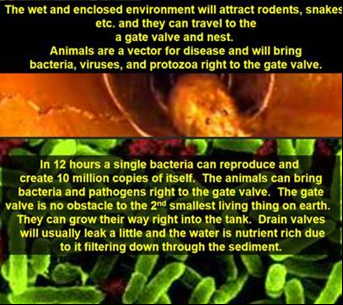 The wet and enclosed environment will attract rodents, snakes
etc. and they can travel to the
a gate valve and nest.
Animals are a vector for disease and will bring
bacteria, viruses, and protozoa right to the gate valve.
In 12 hours a single bacteria can reproduce and
create 10 million copies of itself. The animals can bring
bacteria and pathogens right to the gate valve. The gate
valve is no obstacle to the 2nd smallest living thing on earth.
They can grow their way right into the tank. Drain valves
will usually leak a little and the water is nutrient rich due
to it filtering down through the sediment.